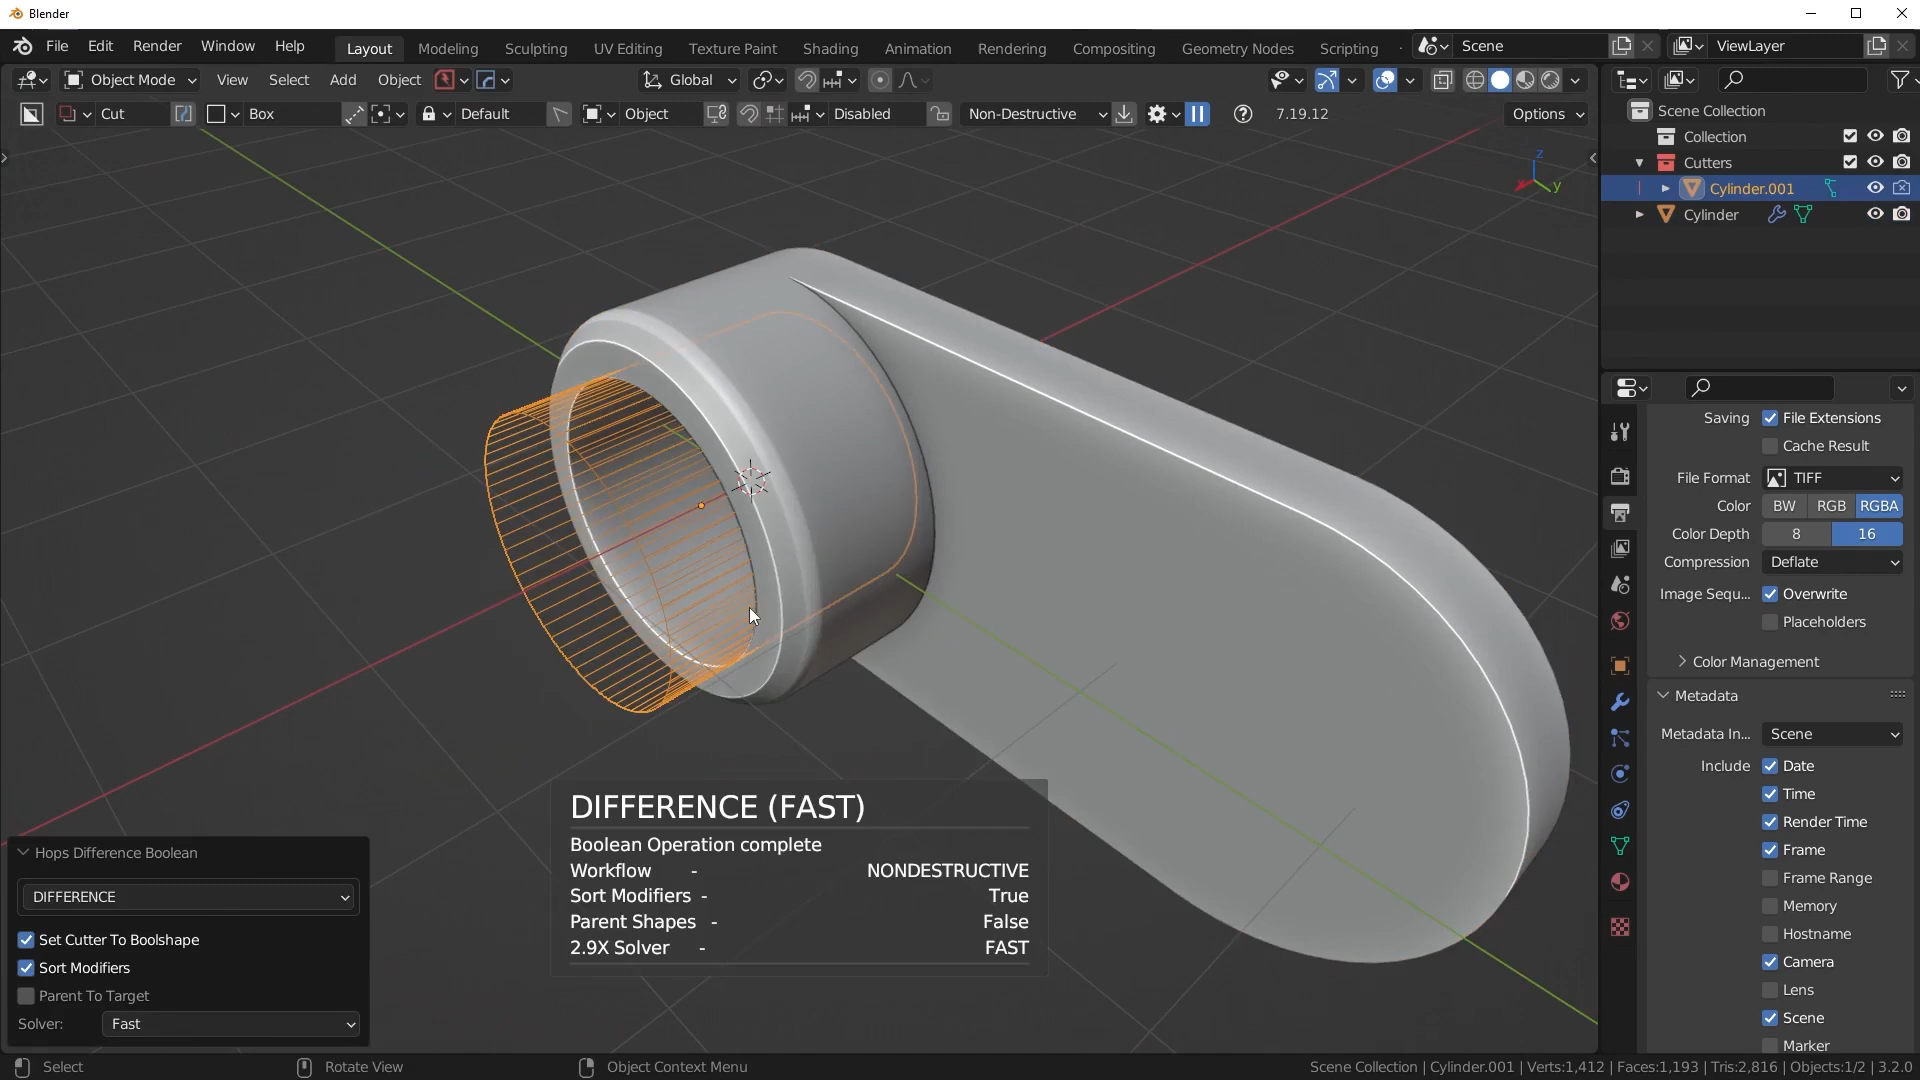 Blender
File Edit Render Window Help Layout Modeling Sculpting UV Editing Texture Paint Shading Animation Rendering Compositing Geometry Nodes Scripting Scene ViewLayer
Object Mode View Select Add Object Global
Cut Box Default Object Disabled Non-Destructive 7.19.12 Options
Scene Collection
Collection
Cutters
Cylinder.001
Cylinder
z
x y
Saving File Extensions
Cache Result
File Format TIFF
Color BW RGB RGBA
Color Depth 8 16
Compression Deflate
Image Sequ... Overwrite
Placeholders
Color Management
Metadata
Metadata In... Scene
Include Date
Time
Render Time
Frame
Frame Range
Memory
Hostname
Camera
Lens
Scene
Marker
DIFFERENCE (FAST)
Boolean Operation complete
Workflow - NONDESTRUCTIVE
Sort Modifiers - True
Parent Shapes - False
2.9X Solver - FAST
Hops Difference Boolean
DIFFERENCE
Set Cutter To Boolshape
Sort Modifiers
Parent To Target
Solver: Fast
Select Rotate View Object Context Menu Scene Collection | Cylinder.001 | Verts:1,412 | Faces:1,193 | Tris:2,816 | Objects:1/2 | 3.2.0